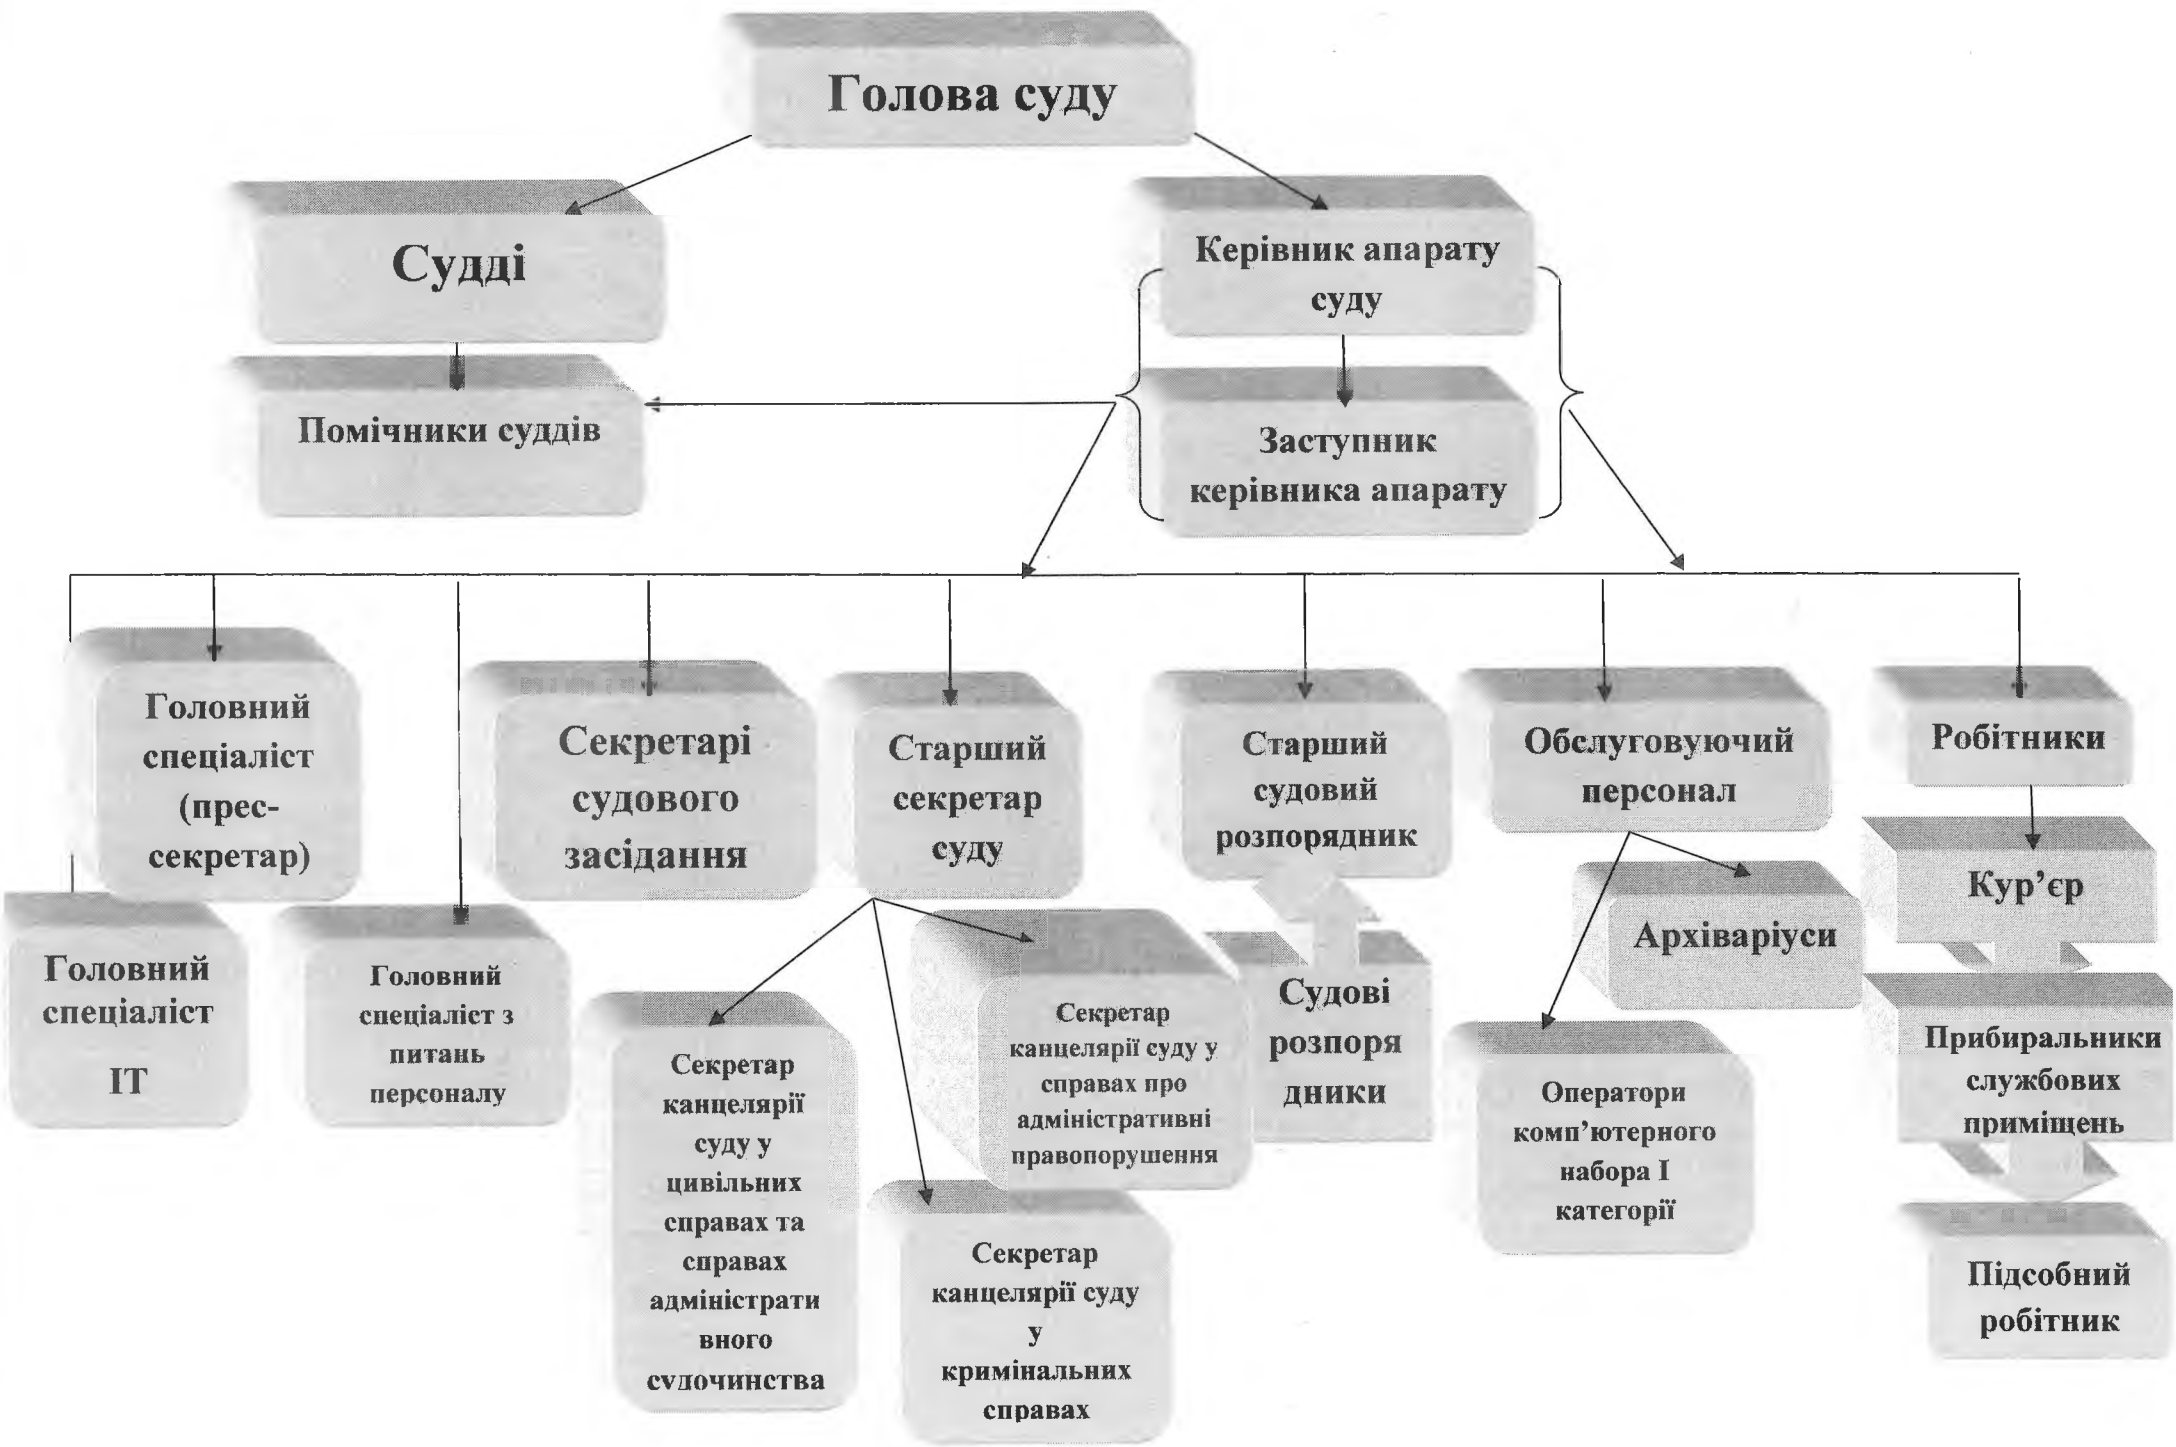 Голова суду
Судді
Керівник апарату
суду
Помічники суддів
Заступник
керівника апарату
Головний
спеціаліст
(прес-
секретар)
Секретарі
судового
засідання
Старший
секретар
суду
Старший
судовий
розпорядник
Обслуговуючий
персонал
Робітники
Кур’єр
Архіваріуси
Головний
спеціаліст
ІТ
Головний
спеціаліст з
питань
персоналу
Секретар
канцелярії
суду у
цивільних
справах та
справах
адміністрати
вного
судочинства
Секретар
канцелярії суду у
справах про
адміністративні
правопорушення
Секретар
канцелярії суду
у
кримінальних
справах
Судові
розпоря
дники
Оператори
комп’ютерного
набора І
категорії
Прибиральники
службових
приміщень
Підсобний
робітник